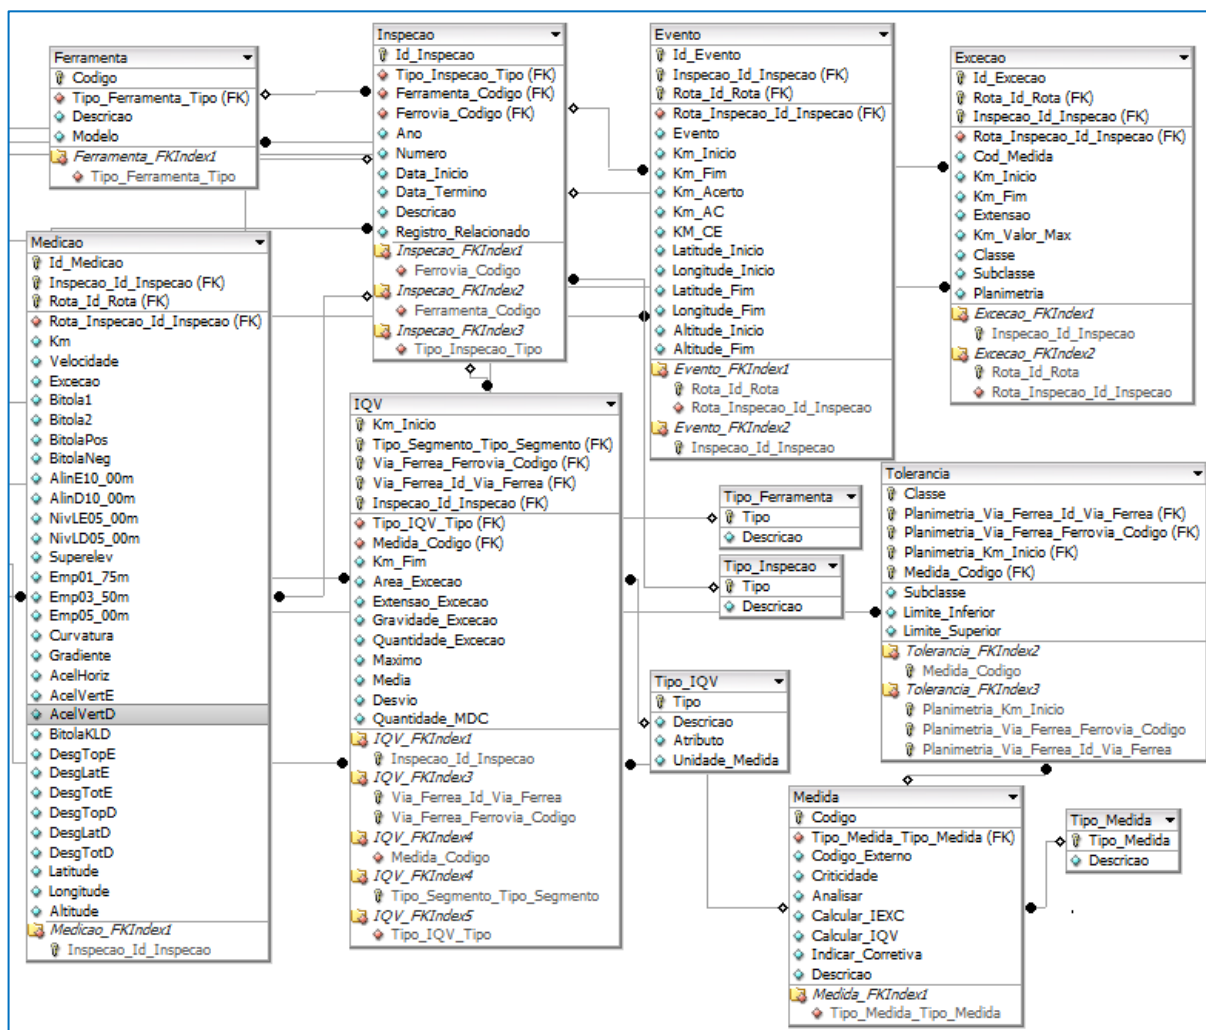 Ferramenta
Codigo
Tipo_Ferramenta_Tipo (FK)
Descricao
Modelo
Ferramenta_FKIndex1
Tipo_Ferramenta_Tipo
Inspecao
Id_Inspecao
Tipo_Inspecao_Tipo (FK)
Ferramenta_Codigo (FK)
Ferrovia_Codigo (FK)
Ano
Numero
Data_Inicio
Data_Termino
Descricao
Registro_Relacionado
Inspecao_FKIndex1
Ferrovia_Codigo
Inspecao_FKIndex2
Ferramenta_Codigo
Inspecao_FKIndex3
Tipo_Inspecao_Tipo
Evento
Id_Evento
Inspecao_Id_Inspecao (FK)
Rota_Id_Rota (FK)
Rota_Inspecao_Id_Inspecao (FK)
Evento
Km_Inicio
Km_Fim
Km_Acerto
Km_AC
KM_CE
Latitude_Inicio
Longitude_Inicio
Latitude_Fim
Longitude_Fim
Altitude_Inicio
Altitude_Fim
Evento_FKIndex1
Rota_Id_Rota
Rota_Inspecao_Id_Inspecao
Evento_FKIndex2
Inspecao_Id_Inspecao
Excecao
Id_Excecao
Rota_Id_Rota (FK)
Inspecao_Id_Inspecao (FK)
Rota_Inspecao_Id_Inspecao (FK)
Cod_Medida
Km_Inicio
Km_Fim
Extensao
Km_Valor_Max
Classe
Subclasse
Planimetria
Excecao_FKIndex1
Inspecao_Id_Inspecao
Excecao_FKIndex2
Rota_Id_Rota
Rota_Inspecao_Id_Inspecao
Medicao
Id_Medicao
Inspecao_Id_Inspecao (FK)
Rota_Id_Rota (FK)
Rota_Inspecao_Id_Inspecao (FK)
Km
Velocidade
Excecao
Bitola1
Bitola2
BitolaPos
BitolaNeg
AlinE10_00m
AlinD10_00m
NivLE05_00m
NivLD05_00m
Superelev
Emp01_75m
Emp03_50m
Emp05_00m
Curvatura
Gradiente
AcelHoriz
AcelVertE
AcelVertD
BitolaKLD
DesgTopE
DesgLatE
DesgTotE
DesgTopD
DesgLatD
DesgTotD
Latitude
Longitude
Altitude
Medicao_FKIndex1
Inspecao_Id_Inspecao
IQV
Km_Inicio
Tipo_Segmento_Tipo_Segmento (FK)
Via_Ferrea_Ferrovia_Codigo (FK)
Via_Ferrea_Id_Via_Ferrea (FK)
Inspecao_Id_Inspecao (FK)
Tipo_IQV_Tipo (FK)
Medida_Codigo (FK)
Km_Fim
Area_Excecao
Extensao_Excecao
Gravidade_Excecao
Quantidade_Excecao
Maximo
Media
Desvio
Quantidade_MDC
IQV_FKIndex1
Inspecao_Id_Inspecao
IQV_FKIndex3
Via_Ferrea_Id_Via_Ferrea
Via_Ferrea_Ferrovia_Codigo
IQV_FKIndex4
Medida_Codigo
IQV_FKIndex4
Tipo_Segmento_Tipo_Segmento
IQV_FKIndex5
Tipo_IQV_Tipo
Tipo_Ferramenta
Tipo
Descricao
Tipo_Inspecao
Tipo
Descricao
Tipo_IQV
Tipo
Descricao
Atributo
Unidade_Medida
Tolerancia
Classe
Planimetria_Via_Ferrea_Id_Via_Ferrea (FK)
Planimetria_Via_Ferrea_Ferrovia_Codigo (FK)
Planimetria_Km_Inicio (FK)
Medida_Codigo (FK)
Subclasse
Limite_Inferior
Limite_Superior
Tolerancia_FKIndex2
Medida_Codigo
Tolerancia_FKIndex3
Planimetria_Km_Inicio
Planimetria_Via_Ferrea_Ferrovia_Codigo
Planimetria_Via_Ferrea_Id_Via_Ferrea
Medida
Codigo
Tipo_Medida_Tipo_Medida (FK)
Codigo_Externo
Criticidade
Analisar
Calcular_IEXC
Calcular_IQV
Indicar_Corretiva
Descricao
Medida_FKIndex1
Tipo_Medida_Tipo_Medida
Tipo_Medida
Tipo_Medida
Descricao